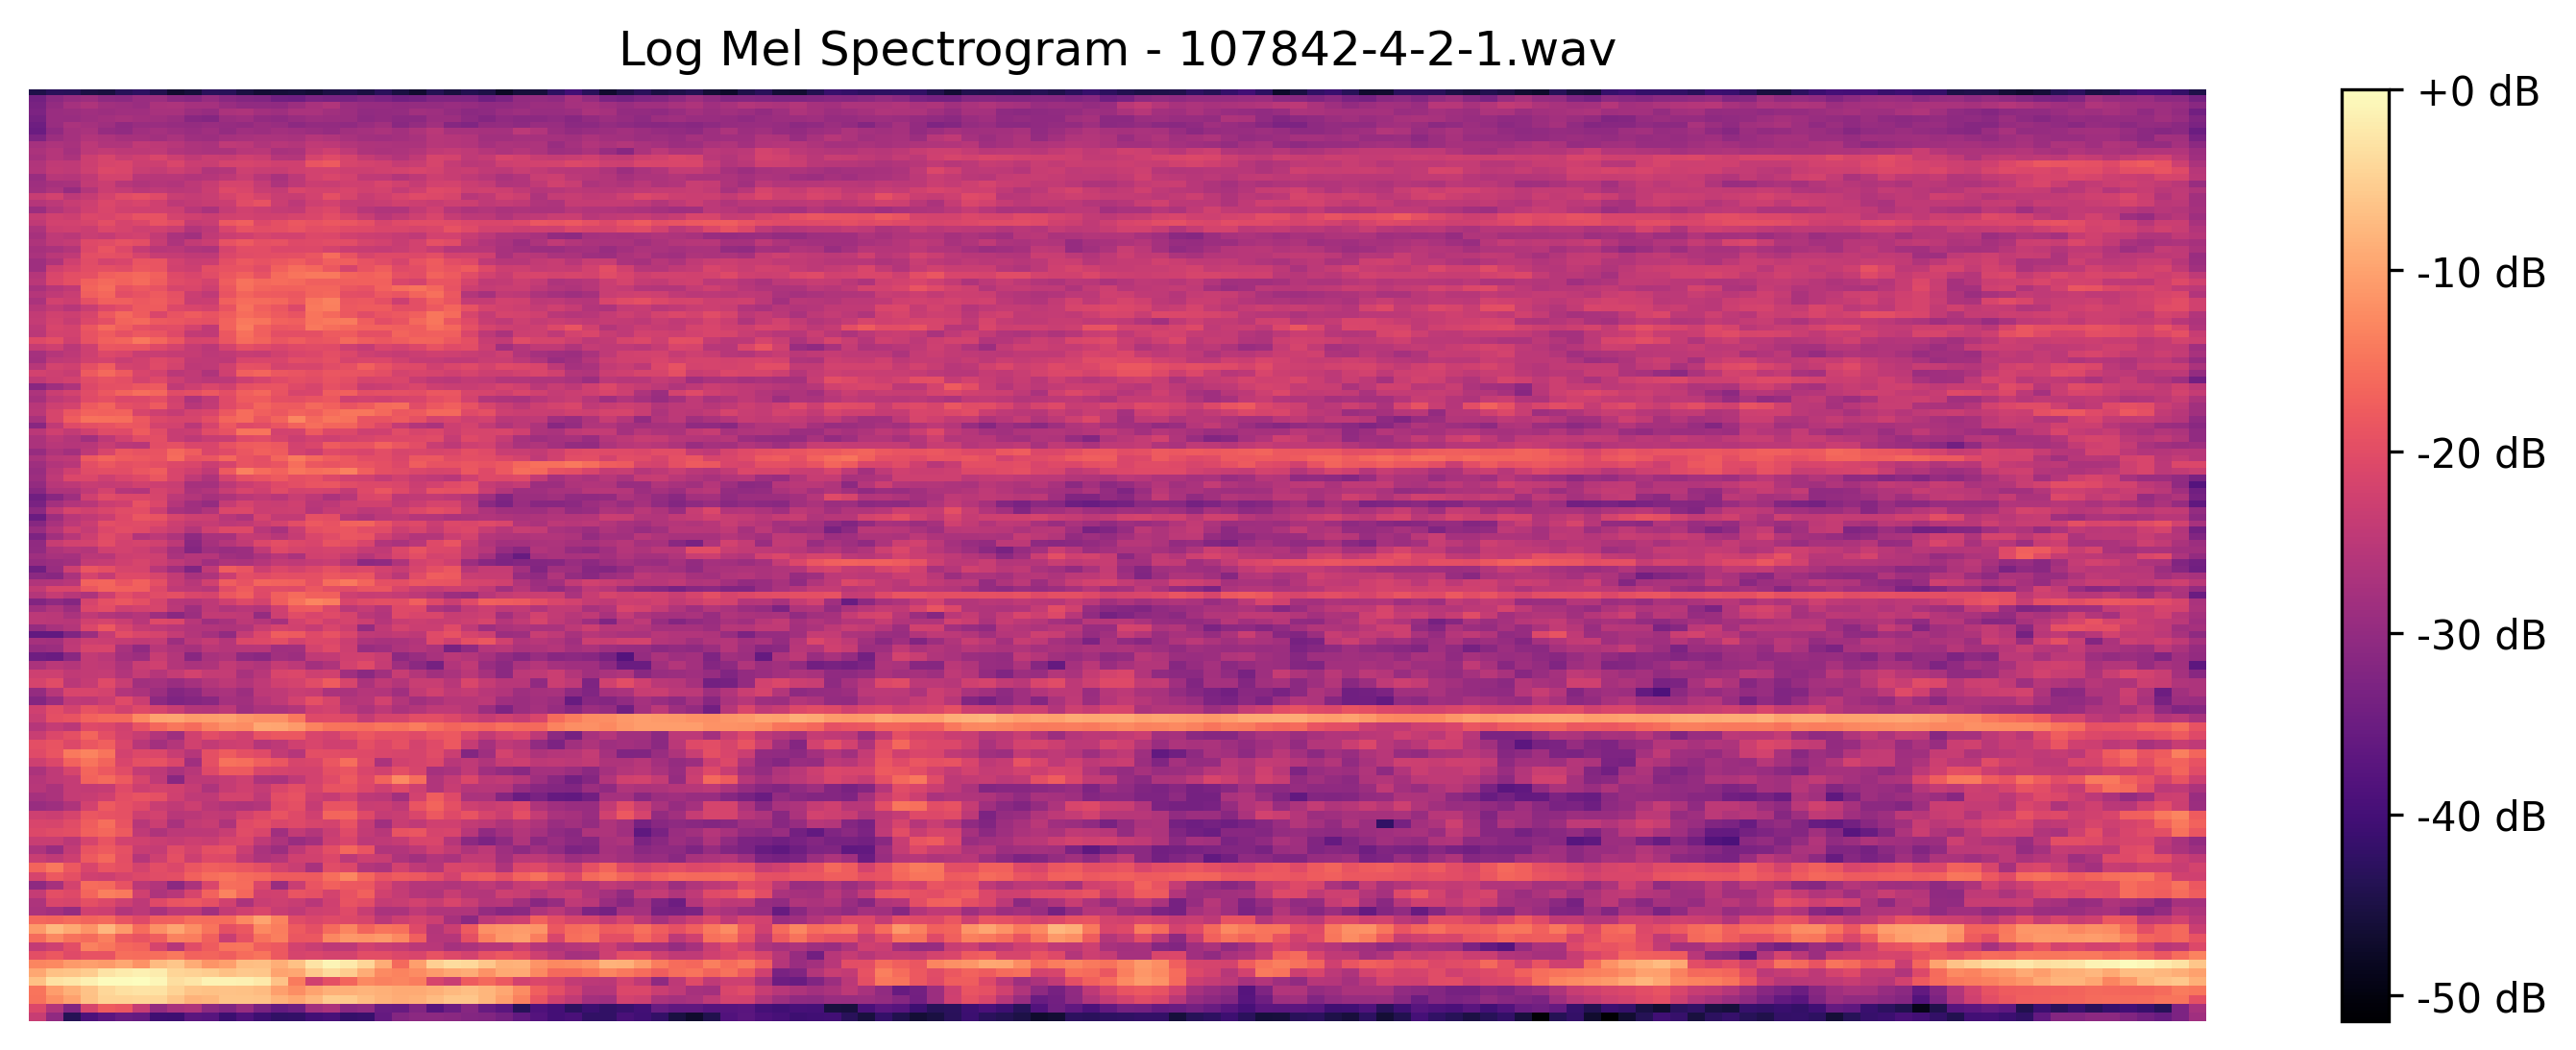 Log Mel Spectrogram - 107842-4-2-1.wav
+0 dB
-10 dB
-20 dB
-30 dB
-40 dB
-50 dB